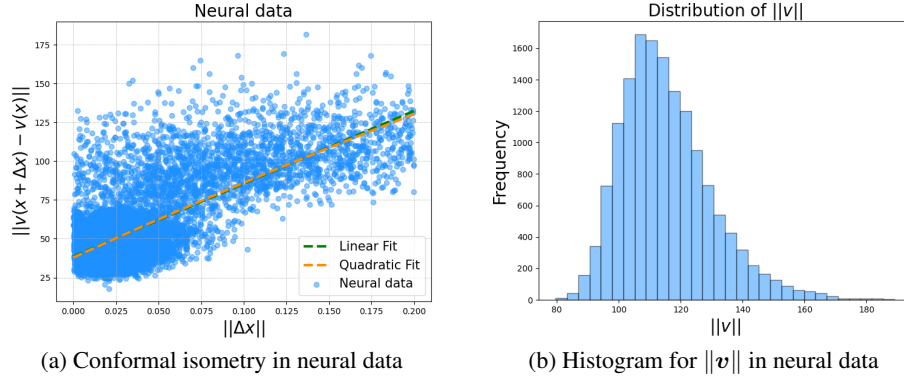 Neural data
||v(x + Δx) − v(x)||
175
150
125
100
75
50
25
0.000 0.025 0.050 0.075 0.100 0.125 0.150 0.175 0.200
||Δx||
Linear Fit
Quadratic Fit
Neural data
(a) Conformal isometry in neural data
Distribution of ||v||
Frequency
1600
1400
1200
1000
800
600
400
200
0
80 100 120 140 160 180
||v||
(b) Histogram for ||v|| in neural data